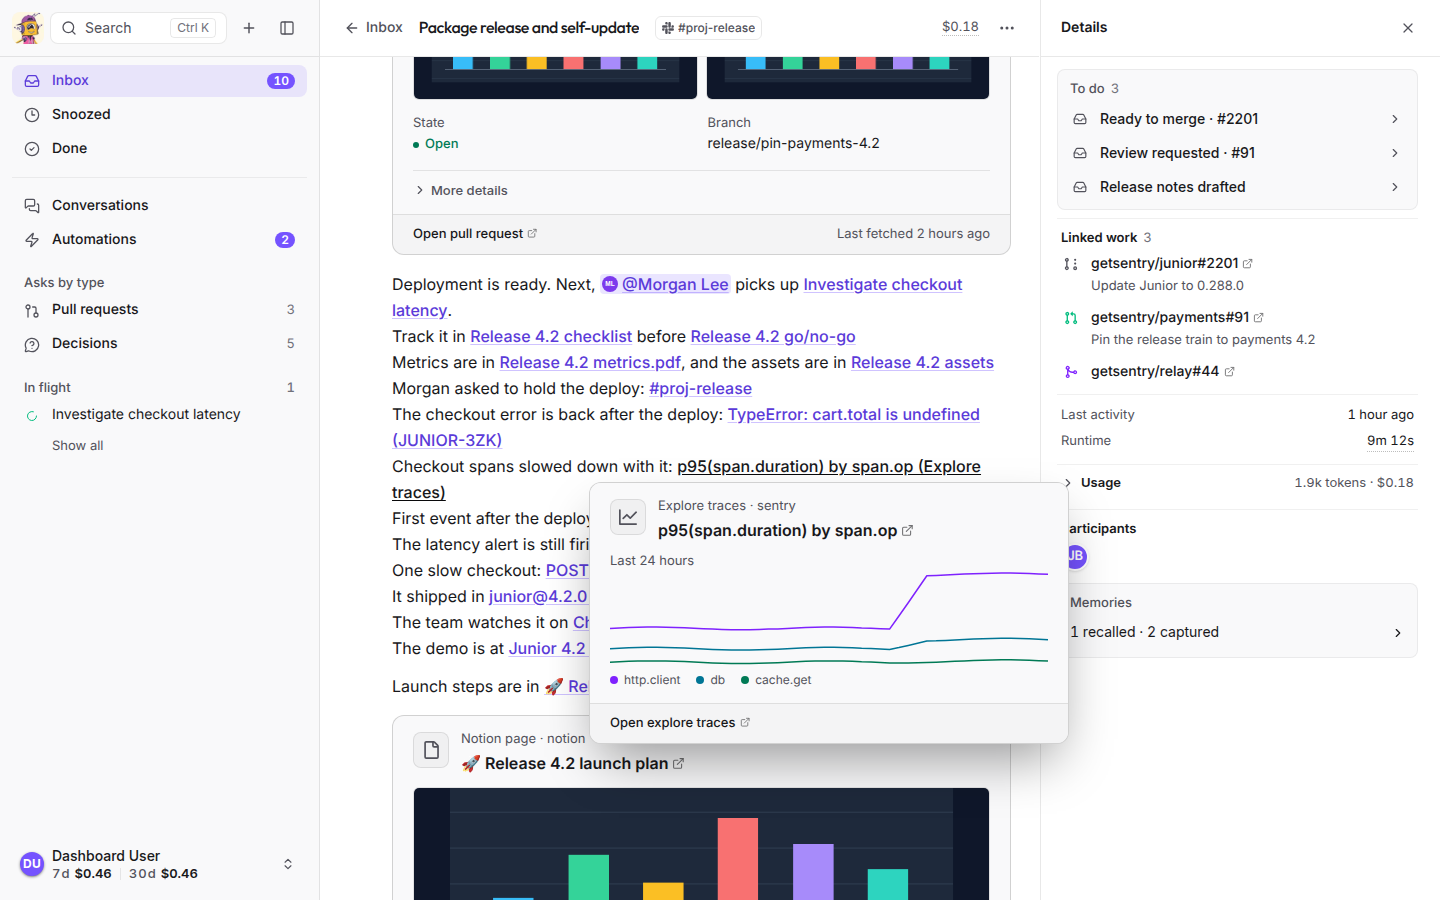 Search
Ctrl K
Inbox
10
Snoozed
Done
Conversations
Automations
2
Asks by type
Pull requests
3
Decisions
5
In flight
1
Investigate checkout latency
Show all
DU
Dashboard User
7d $0.46
30d $0.46
Inbox
Package release and self-update
#proj-release
$0.18
State
Open
Branch
release/pin-payments-4.2
More details
Open pull request
Last fetched 2 hours ago
Deployment is ready. Next, ML @Morgan Lee picks up Investigate checkout
latency.
Track it in Release 4.2 checklist before Release 4.2 go/no-go
Metrics are in Release 4.2 metrics.pdf, and the assets are in Release 4.2 assets
Morgan asked to hold the deploy: #proj-release
The checkout error is back after the deploy: TypeError: cart.total is undefined
(JUNIOR-3ZK)
Checkout spans slowed down with it: p95(span.duration) by span.op (Explore
traces)
First event after the deploy
The latency alert is still firi
One slow checkout: POST
It shipped in junior@4.2.0
The team watches it on Ch
The demo is at Junior 4.2
Launch steps are in 🚀 Rel
Explore traces · sentry
p95(span.duration) by span.op
Last 24 hours
http.client
db
cache.get
Open explore traces
Notion page · notion
🚀 Release 4.2 launch plan
Details
To do 3
Ready to merge · #2201
Review requested · #91
Release notes drafted
Linked work 3
getsentry/junior#2201
Update Junior to 0.288.0
getsentry/payments#91
Pin the release train to payments 4.2
getsentry/relay#44
Last activity
1 hour ago
Runtime
9m 12s
Usage
1.9k tokens · $0.18
articipants
JB
Memories
1 recalled · 2 captured